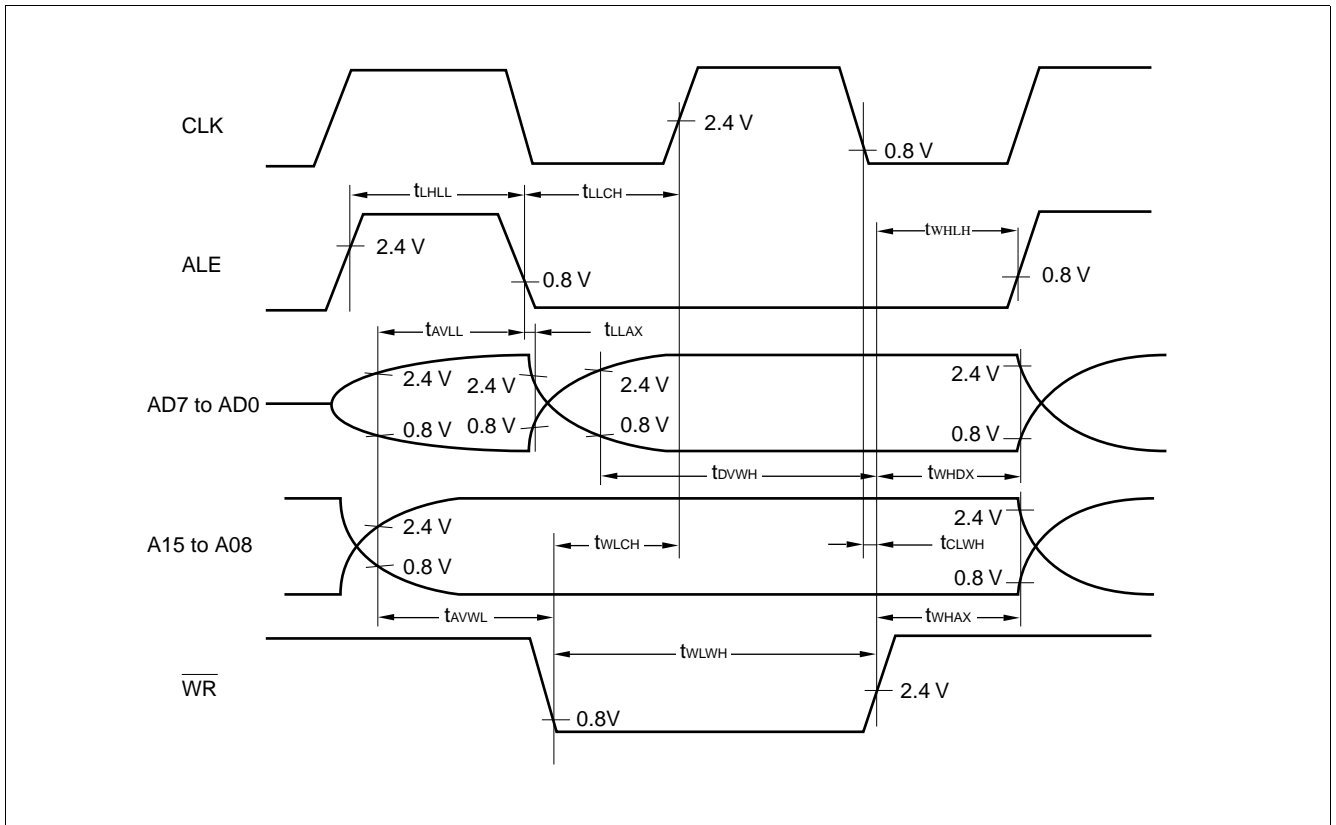 CLK
2.4 V
0.8 V
tLHLL
tLLCH
tWHLH
ALE
2.4 V
0.8 V
0.8 V
tAVLL
tLLAX
AD7 to AD0
2.4 V
2.4 V
2.4 V
2.4 V
0.8 V
0.8 V
0.8 V
0.8 V
tDVWH
tWHDX
A15 to A08
2.4 V
2.4 V
tWLCH
tCLWH
0.8 V
0.8 V
tAVWL
tWHAX
WR
tWLWH
2.4 V
0.8V